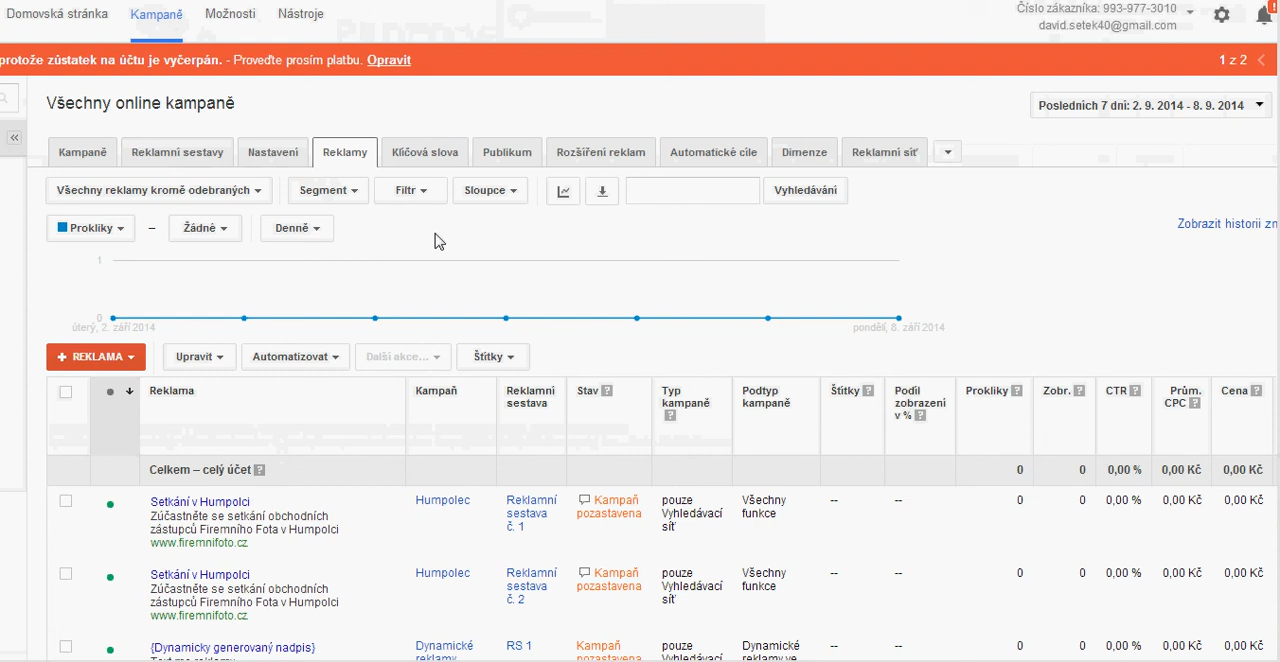 Domovská stránka Kampaně Možnosti Nástroje
Číslo zákazníka: 993-977-3010
david.setek40@gmail.com
protože zůstatek na účtu je vyčerpán. - Proveďte prosím platbu. Opravit 1 z 2
Všechny online kampaně
Posledních 7 dní: 2. 9. 2014 - 8. 9. 2014
Kampaně Reklamní sestavy Nastavení Reklamy Klíčová slova Publikum Rozšíření reklam Automatické cíle Dimenze Reklamní síť
Všechny reklamy kromě odebraných Segment Filtr Sloupce Vyhledávání
Prokliky – Žádné Denně
Zobrazit historii zn
1
0
úterý, 2. září 2014 pondělí, 8. září 2014
+ REKLAMA Upravit Automatizovat Další akce... Štítky
Reklama Kampaň Reklamní sestava Stav ? Typ kampaně ? Podtyp kampaně Štítky ? Podíl zobrazení v % ? Prokliky ? Zobr. ? CTR ? Prům. CPC ? Cena ?
Celkem – celý účet ? 0 0 0,00 % 0,00 Kč 0,00 Kč
Setkání v Humpolci Humpolec Reklamní Kampaň pouze Všechny -- -- 0 0 0,00 % 0,00 Kč 0,00 Kč
Zúčastněte se setkání obchodních sestava pozastavena Vyhledávací funkce
zástupců Firemního Fota v Humpolci č. 1 síť
www.firemnifoto.cz
Setkání v Humpolci Humpolec Reklamní Kampaň pouze Všechny -- -- 0 0 0,00 % 0,00 Kč 0,00 Kč
Zúčastněte se setkání obchodních sestava pozastavena Vyhledávací funkce
zástupců Firemního Fota v Humpolci č. 2 síť
www.firemnifoto.cz
{Dynamicky generovaný nadpis} Dynamické RS 1 Kampaň pouze Dynamické -- -- 0 0 0,00 % 0,00 Kč 0,00 Kč
reklamy pozastavena Vyhledávací reklamy ve